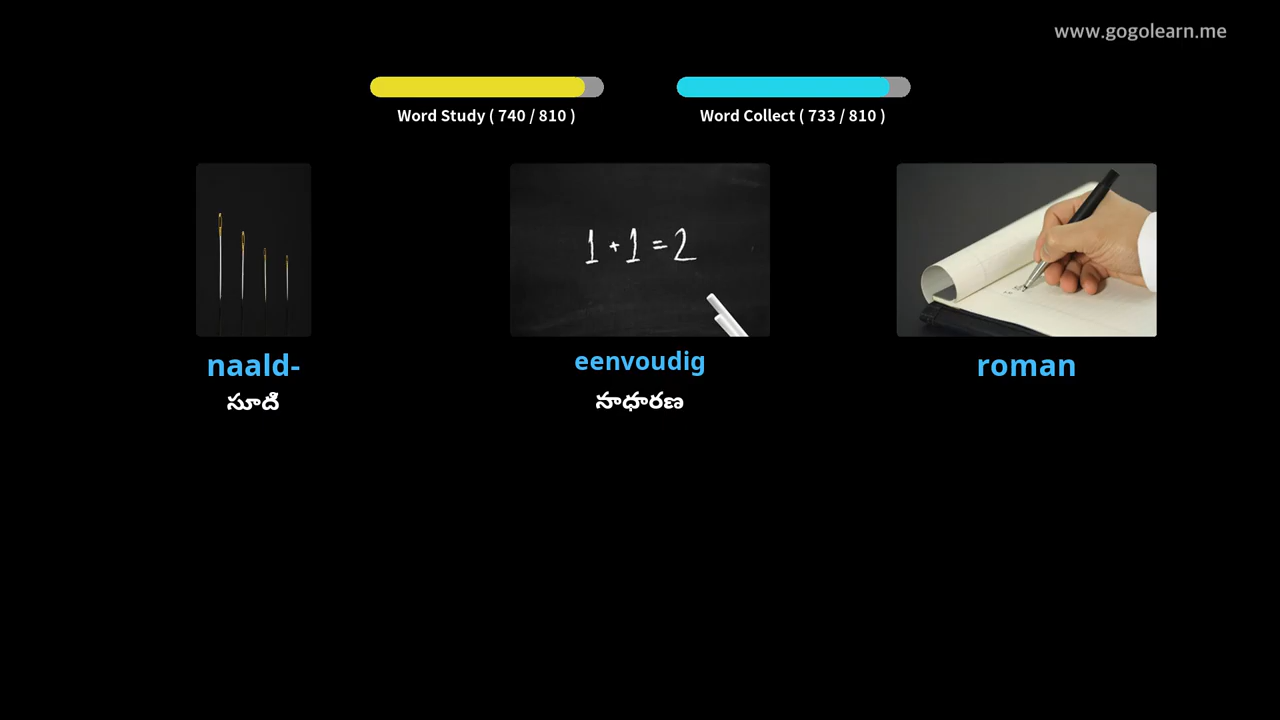 www.gogolearn.me
Word Study ( 740 / 810 )
Word Collect ( 733 / 810 )
1 + 1 = 2
naald-
eenvoudig
roman
సూది
సాధారణ